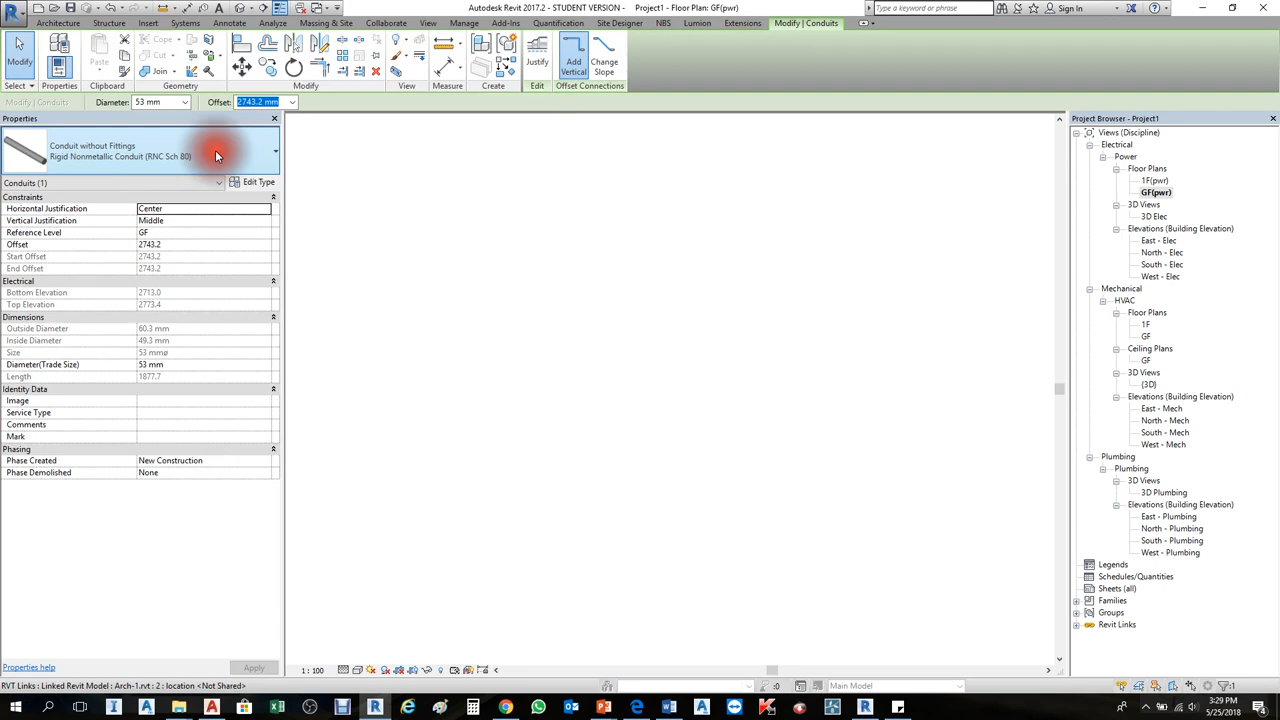 Autodesk Revit 2017.2 - STUDENT VERSION - Project1 - Floor Plan: GF(pwr)
Type a keyword or phrase
Sign In
Architecture Structure Insert Systems Annotate Analyze Massing & Site Collaborate View Manage Add-Ins Quantification Site Designer NBS Lumion Extensions Modify | Conduits
Modify
Paste
Cope
Cut
Join
Justify
Add Vertical
Change Slope
Select Properties Clipboard Geometry Modify View Measure Create Edit Offset Connections
Modify | Conduits Diameter: 53 mm Offset: 2743.2 mm
Properties
Conduit without Fittings
Rigid Nonmetallic Conduit (RNC Sch 80)
Conduits (1) Edit Type
Constraints
Horizontal Justification Center
Vertical Justification Middle
Reference Level GF
Offset 2743.2
Start Offset 2743.2
End Offset 2743.2
Electrical
Bottom Elevation 2713.0
Top Elevation 2773.4
Dimensions
Outside Diameter 60.3 mm
Inside Diameter 49.3 mm
Size 53 mmø
Diameter(Trade Size) 53 mm
Length 1877.7
Identity Data
Image
Service Type
Comments
Mark
Phasing
Phase Created New Construction
Phase Demolished None
Properties help Apply
Project Browser - Project1
Views (Discipline)
Electrical
Power
Floor Plans
1F(pwr)
GF(pwr)
3D Views
3D Elec
Elevations (Building Elevation)
East - Elec
North - Elec
South - Elec
West - Elec
Mechanical
HVAC
Floor Plans
1F
GF
Ceiling Plans
GF
3D Views
{3D}
Elevations (Building Elevation)
East - Mech
North - Mech
South - Mech
West - Mech
Plumbing
Plumbing
3D Views
3D Plumbing
Elevations (Building Elevation)
East - Plumbing
North - Plumbing
South - Plumbing
West - Plumbing
Legends
Schedules/Quantities
Sheets (all)
Families
Groups
Revit Links
1 : 100
RVT Links : Linked Revit Model : Arch-1.rvt : 2 : location <Not Shared>
:0
Main Model
:1
3:29 PM
5/25/2018